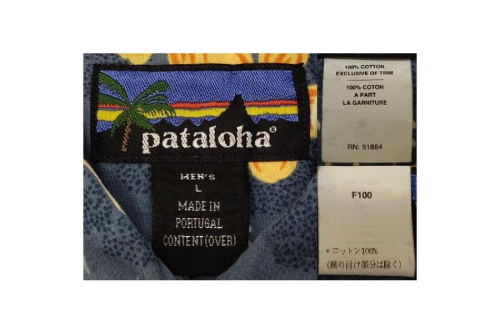 pataloha®
MEN'S
L
MADE IN
PORTUGAL
CONTENT(OVER)
100% COTTON
EXCLUSIVE OF TRIM
100% COTON
A PART
LA GARNITURE
RN: 51884
F100
*コットン100%
(飾り付け部分は除く)